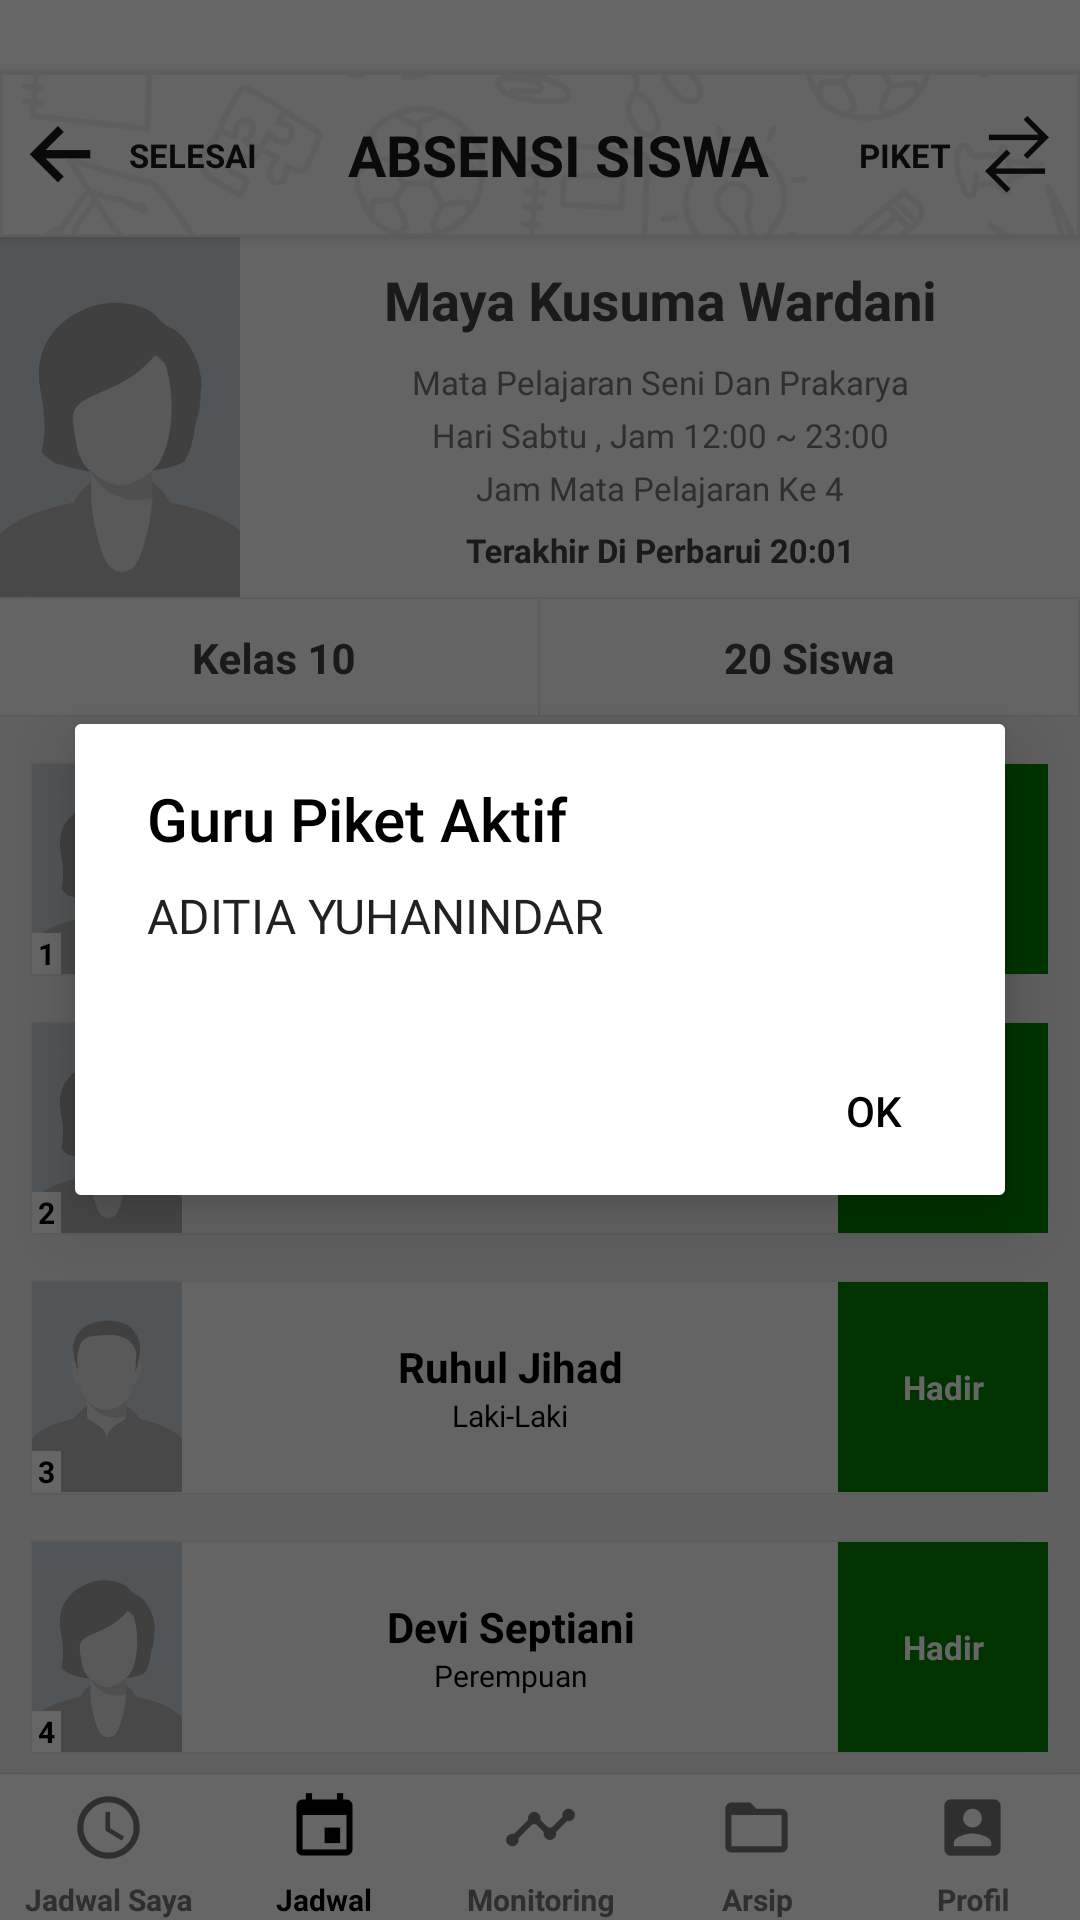 SELESAI
ABSENSI SISWA
PIKET
Maya Kusuma Wardani
Mata Pelajaran Seni Dan Prakarya
Hari Sabtu , Jam 12:00 ~ 23:00
Jam Mata Pelajaran Ke 4
Terakhir Di Perbarui 20:01
Kelas 10
20 Siswa
Guru Piket Aktif
ADITIA YUHANINDAR
OK
1
2
Ruhul Jihad
Laki-Laki
Hadir
3
Devi Septiani
Perempuan
Hadir
4
Jadwal Saya
Jadwal
Monitoring
Arsip
Profil